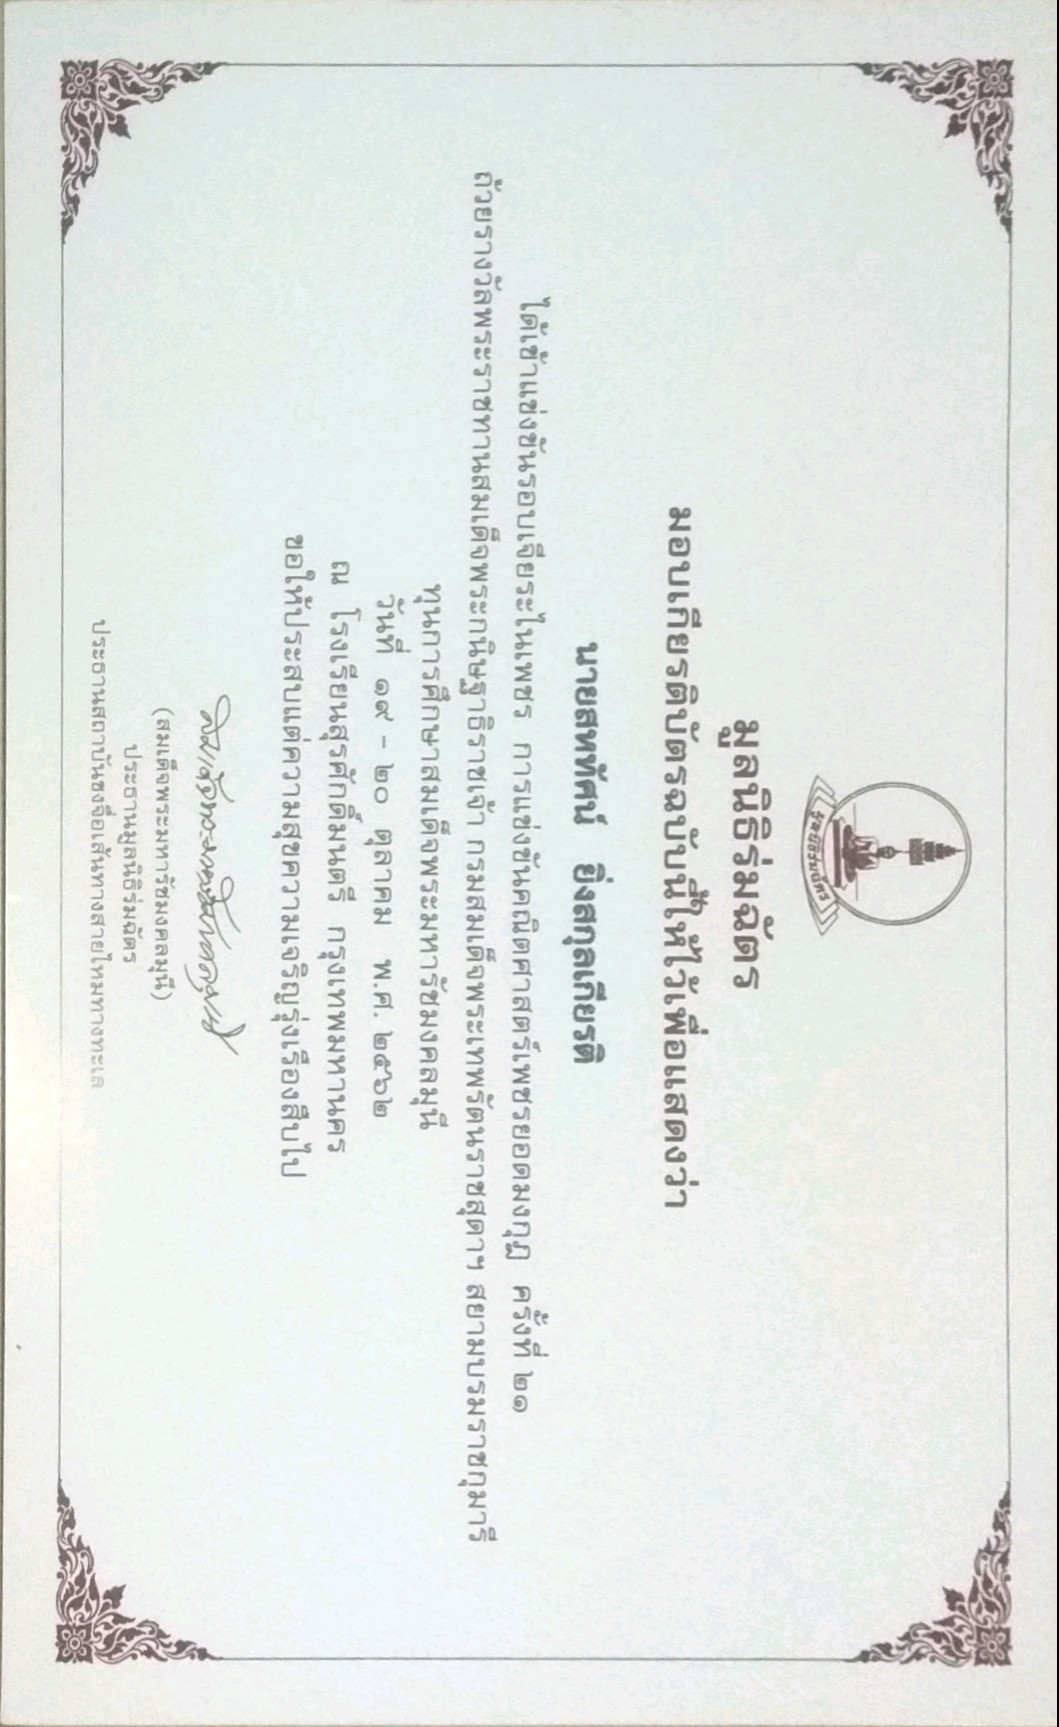 มูลนิธิร่มฉัตร
มูลนิธิร่มฉัตร
มอบเกียรติบัตรฉบับนี้ให้ไว้เพื่อแสดงว่า
นายสหทัศน์ ยิ่งสกุลเกียรติ
ได้เข้าแข่งขันรอบเจียระไนเพชร การแข่งขันคณิตศาสตร์เพชรยอดมงกุฎ ครั้งที่ ๒๑
ถ้วยรางวัลพระราชทานสมเด็จพระกนิษฐาธิราชเจ้า กรมสมเด็จพระเทพรัตนราชสุดาฯ สยามบรมราชกุมารี
ทุนการศึกษาสมเด็จพระมหารัชมงคลมุนี
วันที่ ๑๙ - ๒๐ ตุลาคม พ.ศ. ๒๕๖๒
ณ โรงเรียนสุรศักดิ์มนตรี กรุงเทพมหานคร
ขอให้ประสบแต่ความสุขความเจริญรุ่งเรืองสืบไป
สมเด็จพระมหารัชมงคลมุนี
(สมเด็จพระมหารัชมงคลมุนี)
ประธานมูลนิธิร่มฉัตร
ประธานสถาบันขงจื่อเส้นทางสายไหมทางทะเล